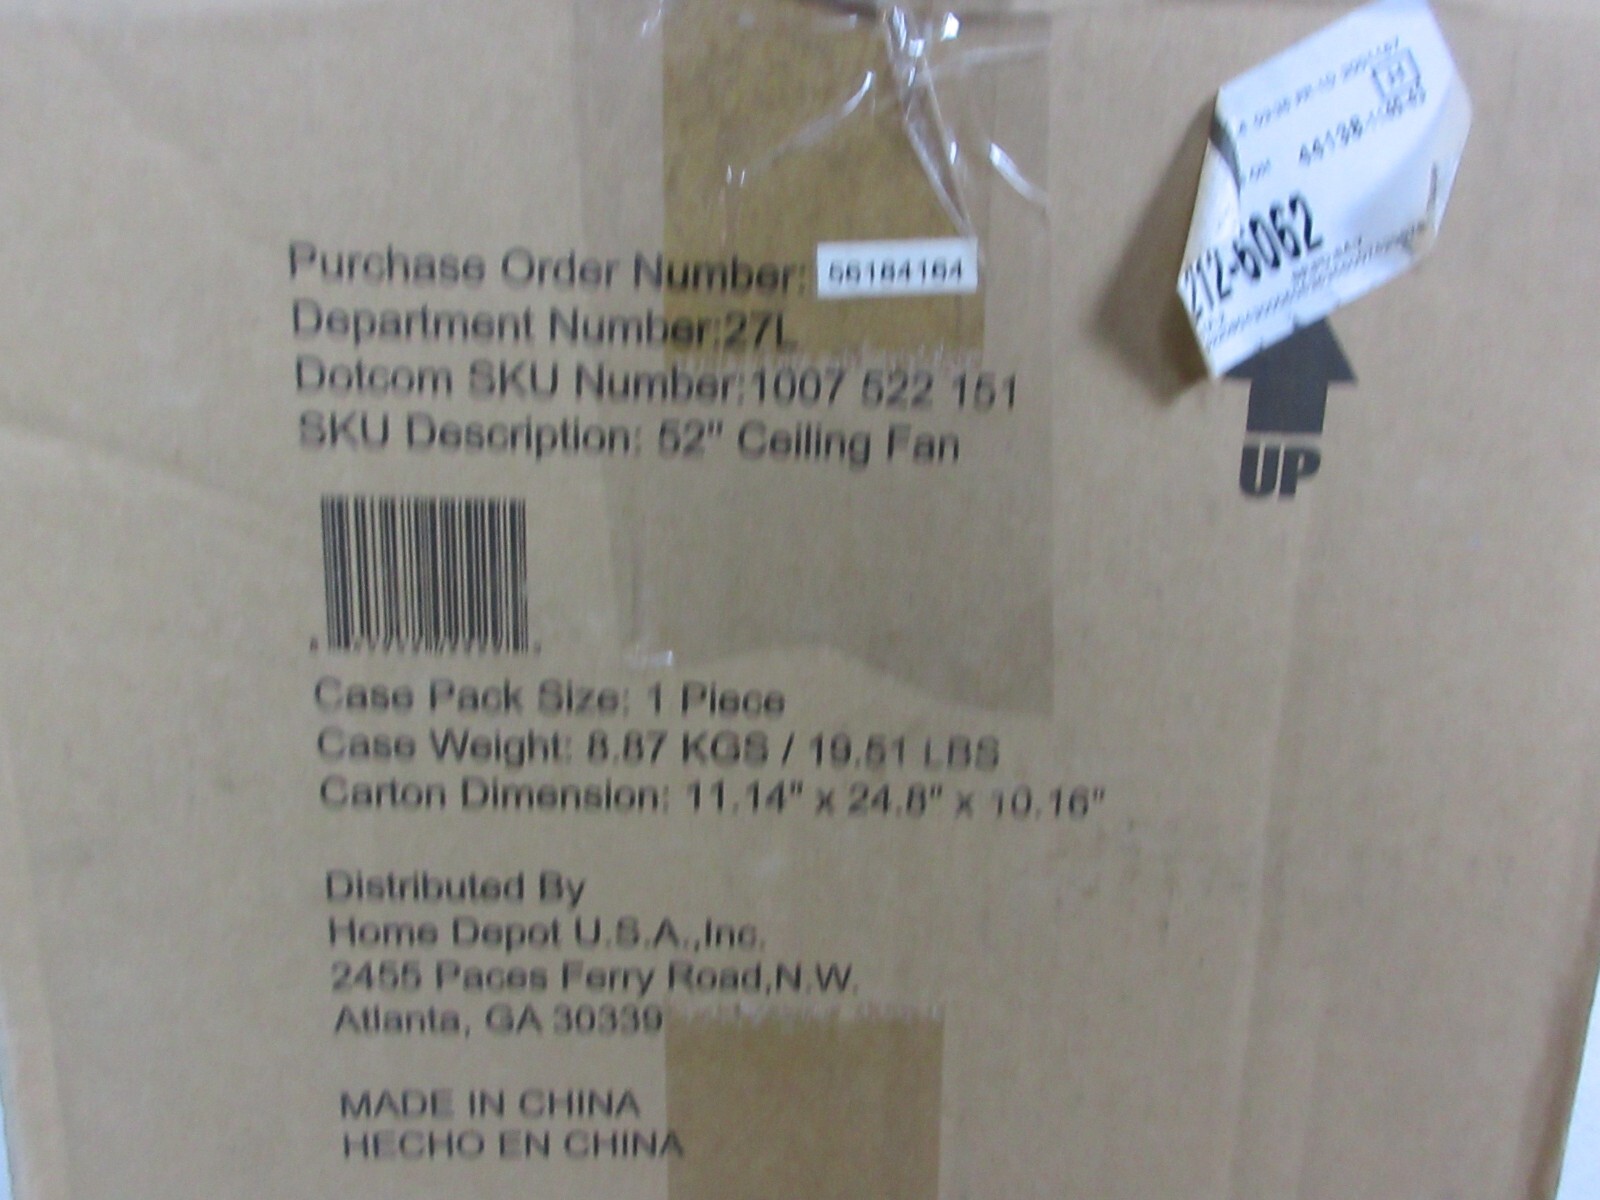 Purchase Order Number: 56184164
Department Number:27L
Dotcom SKU Number:1007 522 151
SKU Description: 52" Ceiling Fan
Case Pack Size: 1 Piece
Case Weight: 8.87 KGS / 19.51 LBS
Carton Dimension: 11.14" x 24.8" x 10.16"
Distributed By
Home Depot U.S.A.,Inc.
2455 Paces Ferry Road,N.W.
Atlanta, GA 30339
MADE IN CHINA
HECHO EN CHINA
212-6062
UP